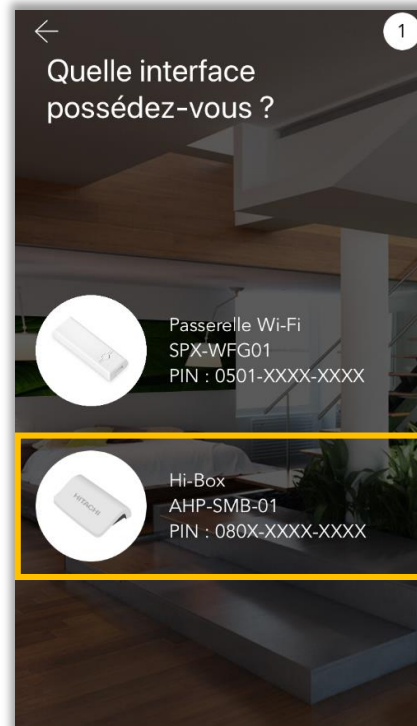 1
Quelle interface
possédez-vous ?
Passerelle Wi-Fi
SPX-WFG01
PIN : 0501-XXXX-XXXX
HITACHI
Hi-Box
AHP-SMB-01
PIN : 080X-XXXX-XXXX